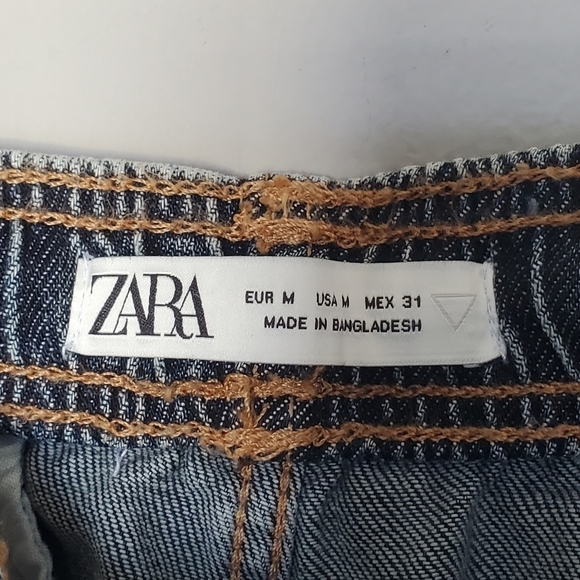 ZARA
EUR M USA M MEX 31
MADE IN BANGLADESH